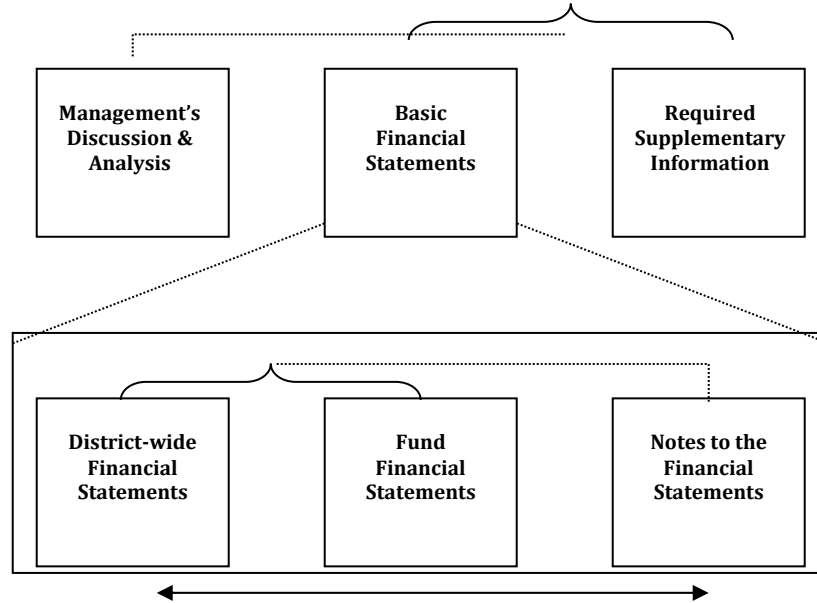 Management’s
Discussion &
Analysis
Basic
Financial
Statements
Required
Supplementary
Information
District-wide
Financial
Statements
Fund
Financial
Statements
Notes to the
Financial
Statements